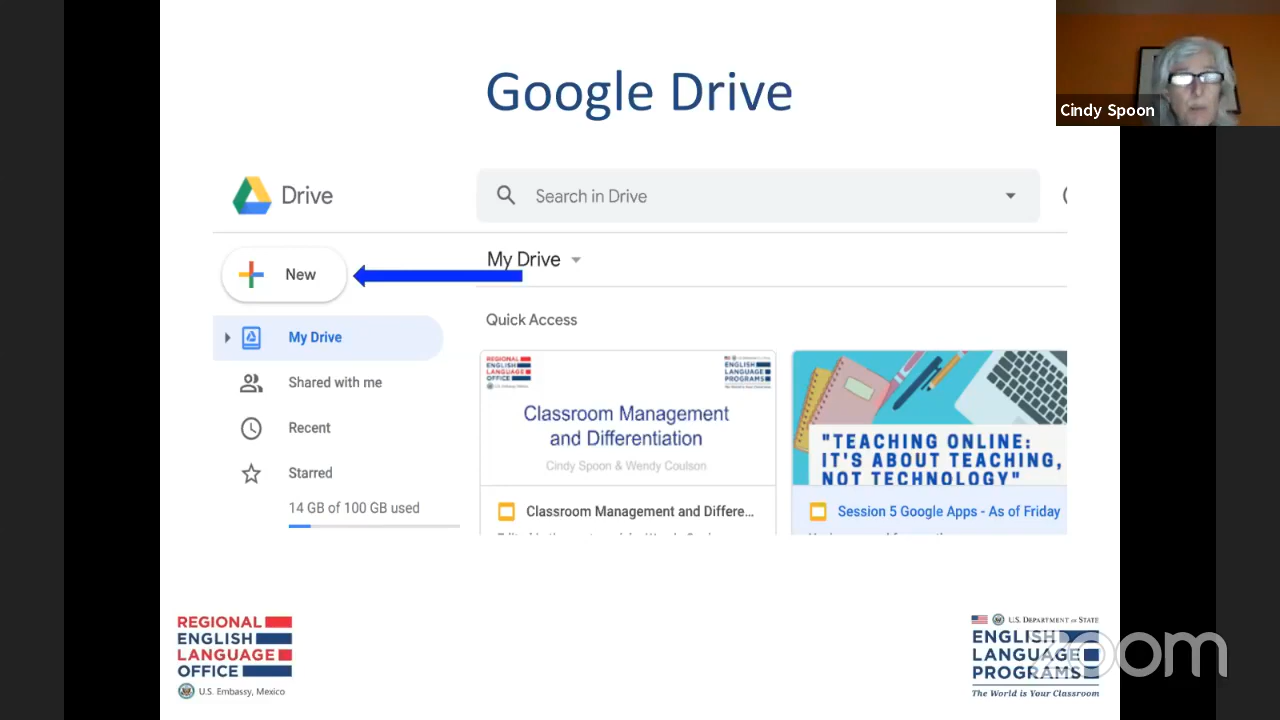 Google Drive
Cindy Spoon
Drive
Search in Drive
New
My Drive
My Drive
Quick Access
Shared with me
Recent
Starred
14 GB of 100 GB used
REGIONAL
ENGLISH
LANGUAGE
OFFICE
ENGLISH
LANGUAGE
PROGRAMS
Classroom Management
and Differentiation
Cindy Spoon & Wendy Coulson
Classroom Management and Differe...
"TEACHING ONLINE:
IT'S ABOUT TEACHING,
NOT TECHNOLOGY"
Session 5 Google Apps - As of Friday
REGIONAL
ENGLISH
LANGUAGE
OFFICE
U.S. Embassy, Mexico
U.S. DEPARTMENT of STATE
ENGLISH
LANGUAGE
PROGRAMS
The World is Your Classroom
zoom